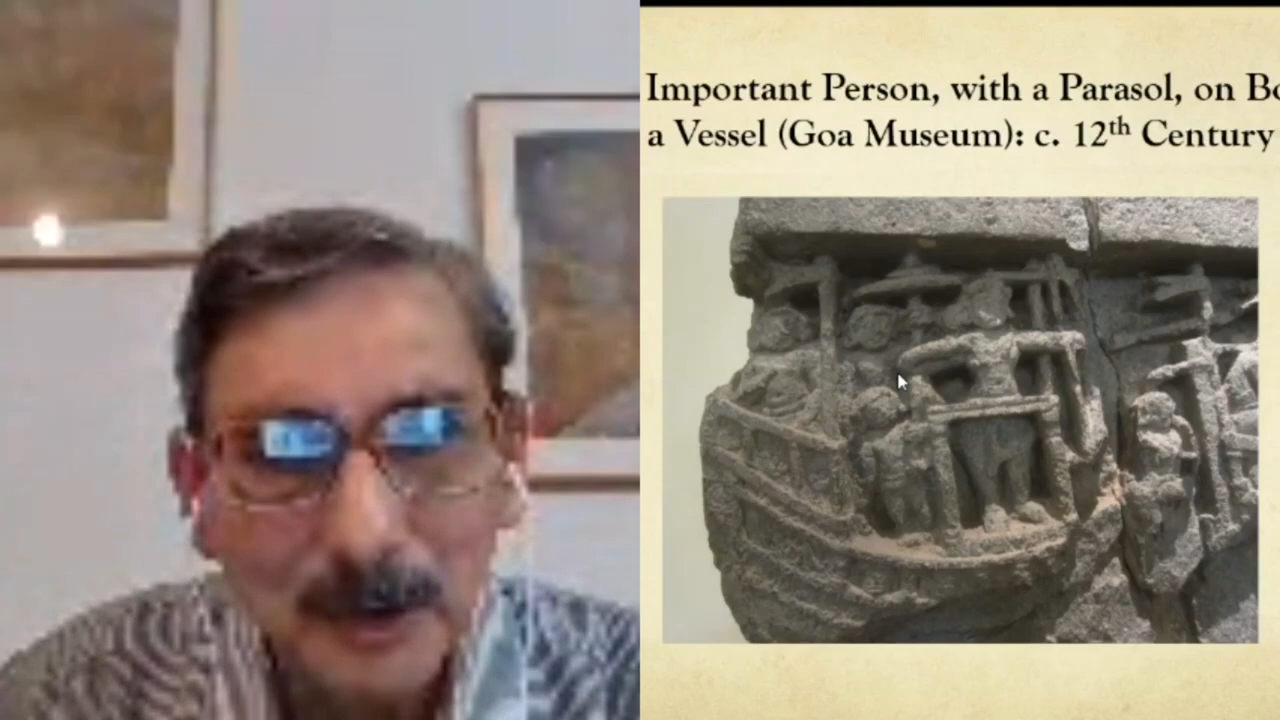 Important Person, with a Parasol, on Bo
a Vessel (Goa Museum): c. 12th Century